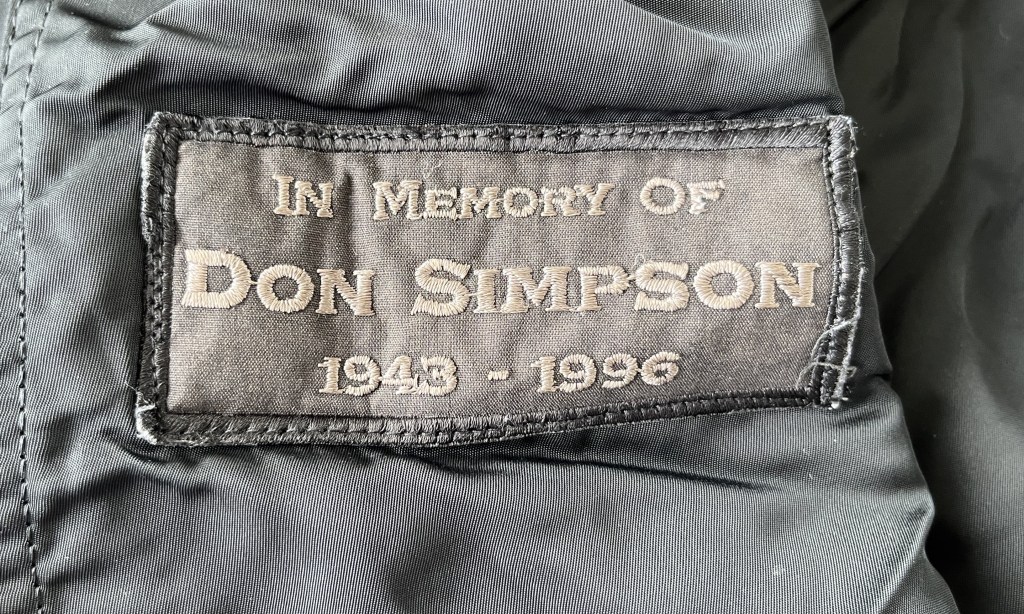 In Memory Of
Don Simpson
1943 - 1996